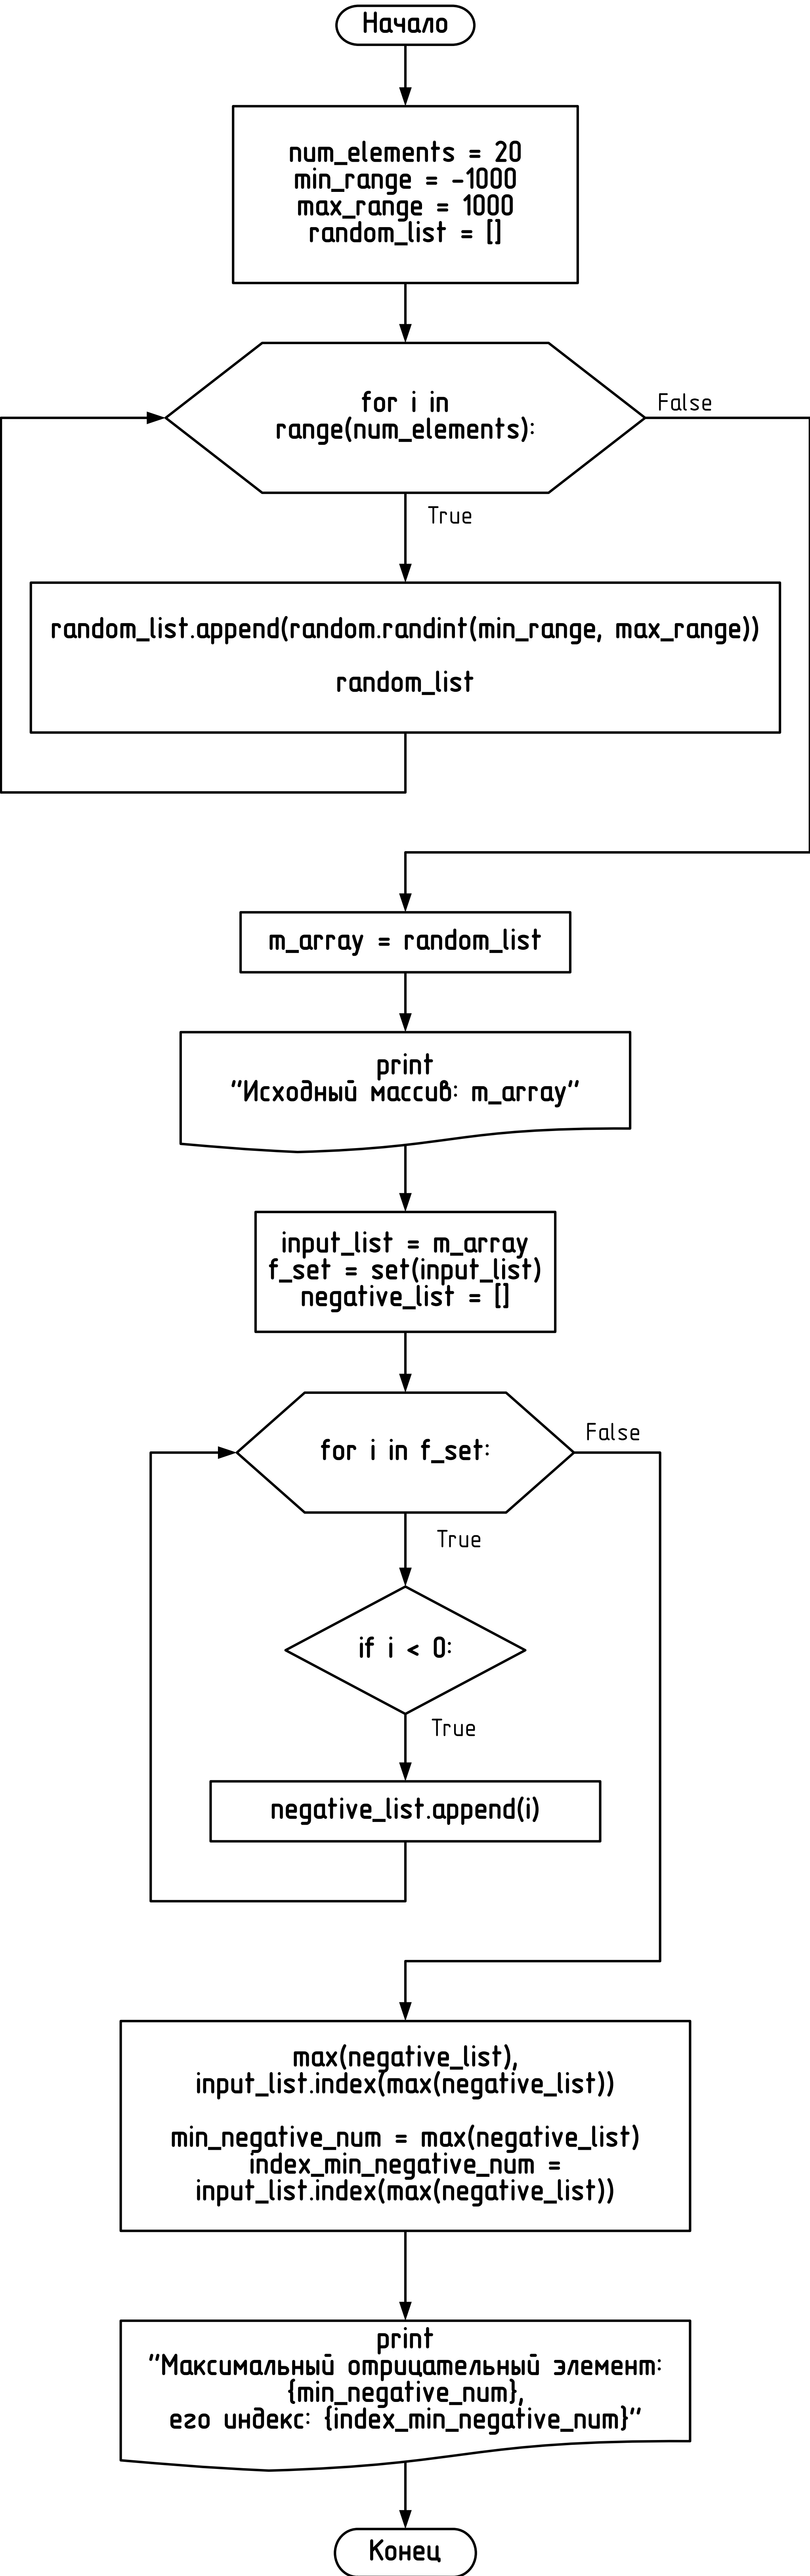 Начало
num_elements = 20
min_range = -1000
max_range = 1000
random_list = []
for i in
range(num_elements):
False
True
random_list.append(random.randint(min_range, max_range))
random_list
m_array = random_list
print
"Исходный массив: m_array"
input_list = m_array
f_set = set(input_list)
negative_list = []
for i in f_set:
False
True
if i < 0:
True
negative_list.append(i)
max(negative_list),
input_list.index(max(negative_list))
min_negative_num = max(negative_list)
index_min_negative_num =
input_list.index(max(negative_list))
print
"Максимальный отрицательный элемент:
{min_negative_num},
его индекс: {index_min_negative_num}"
Конец